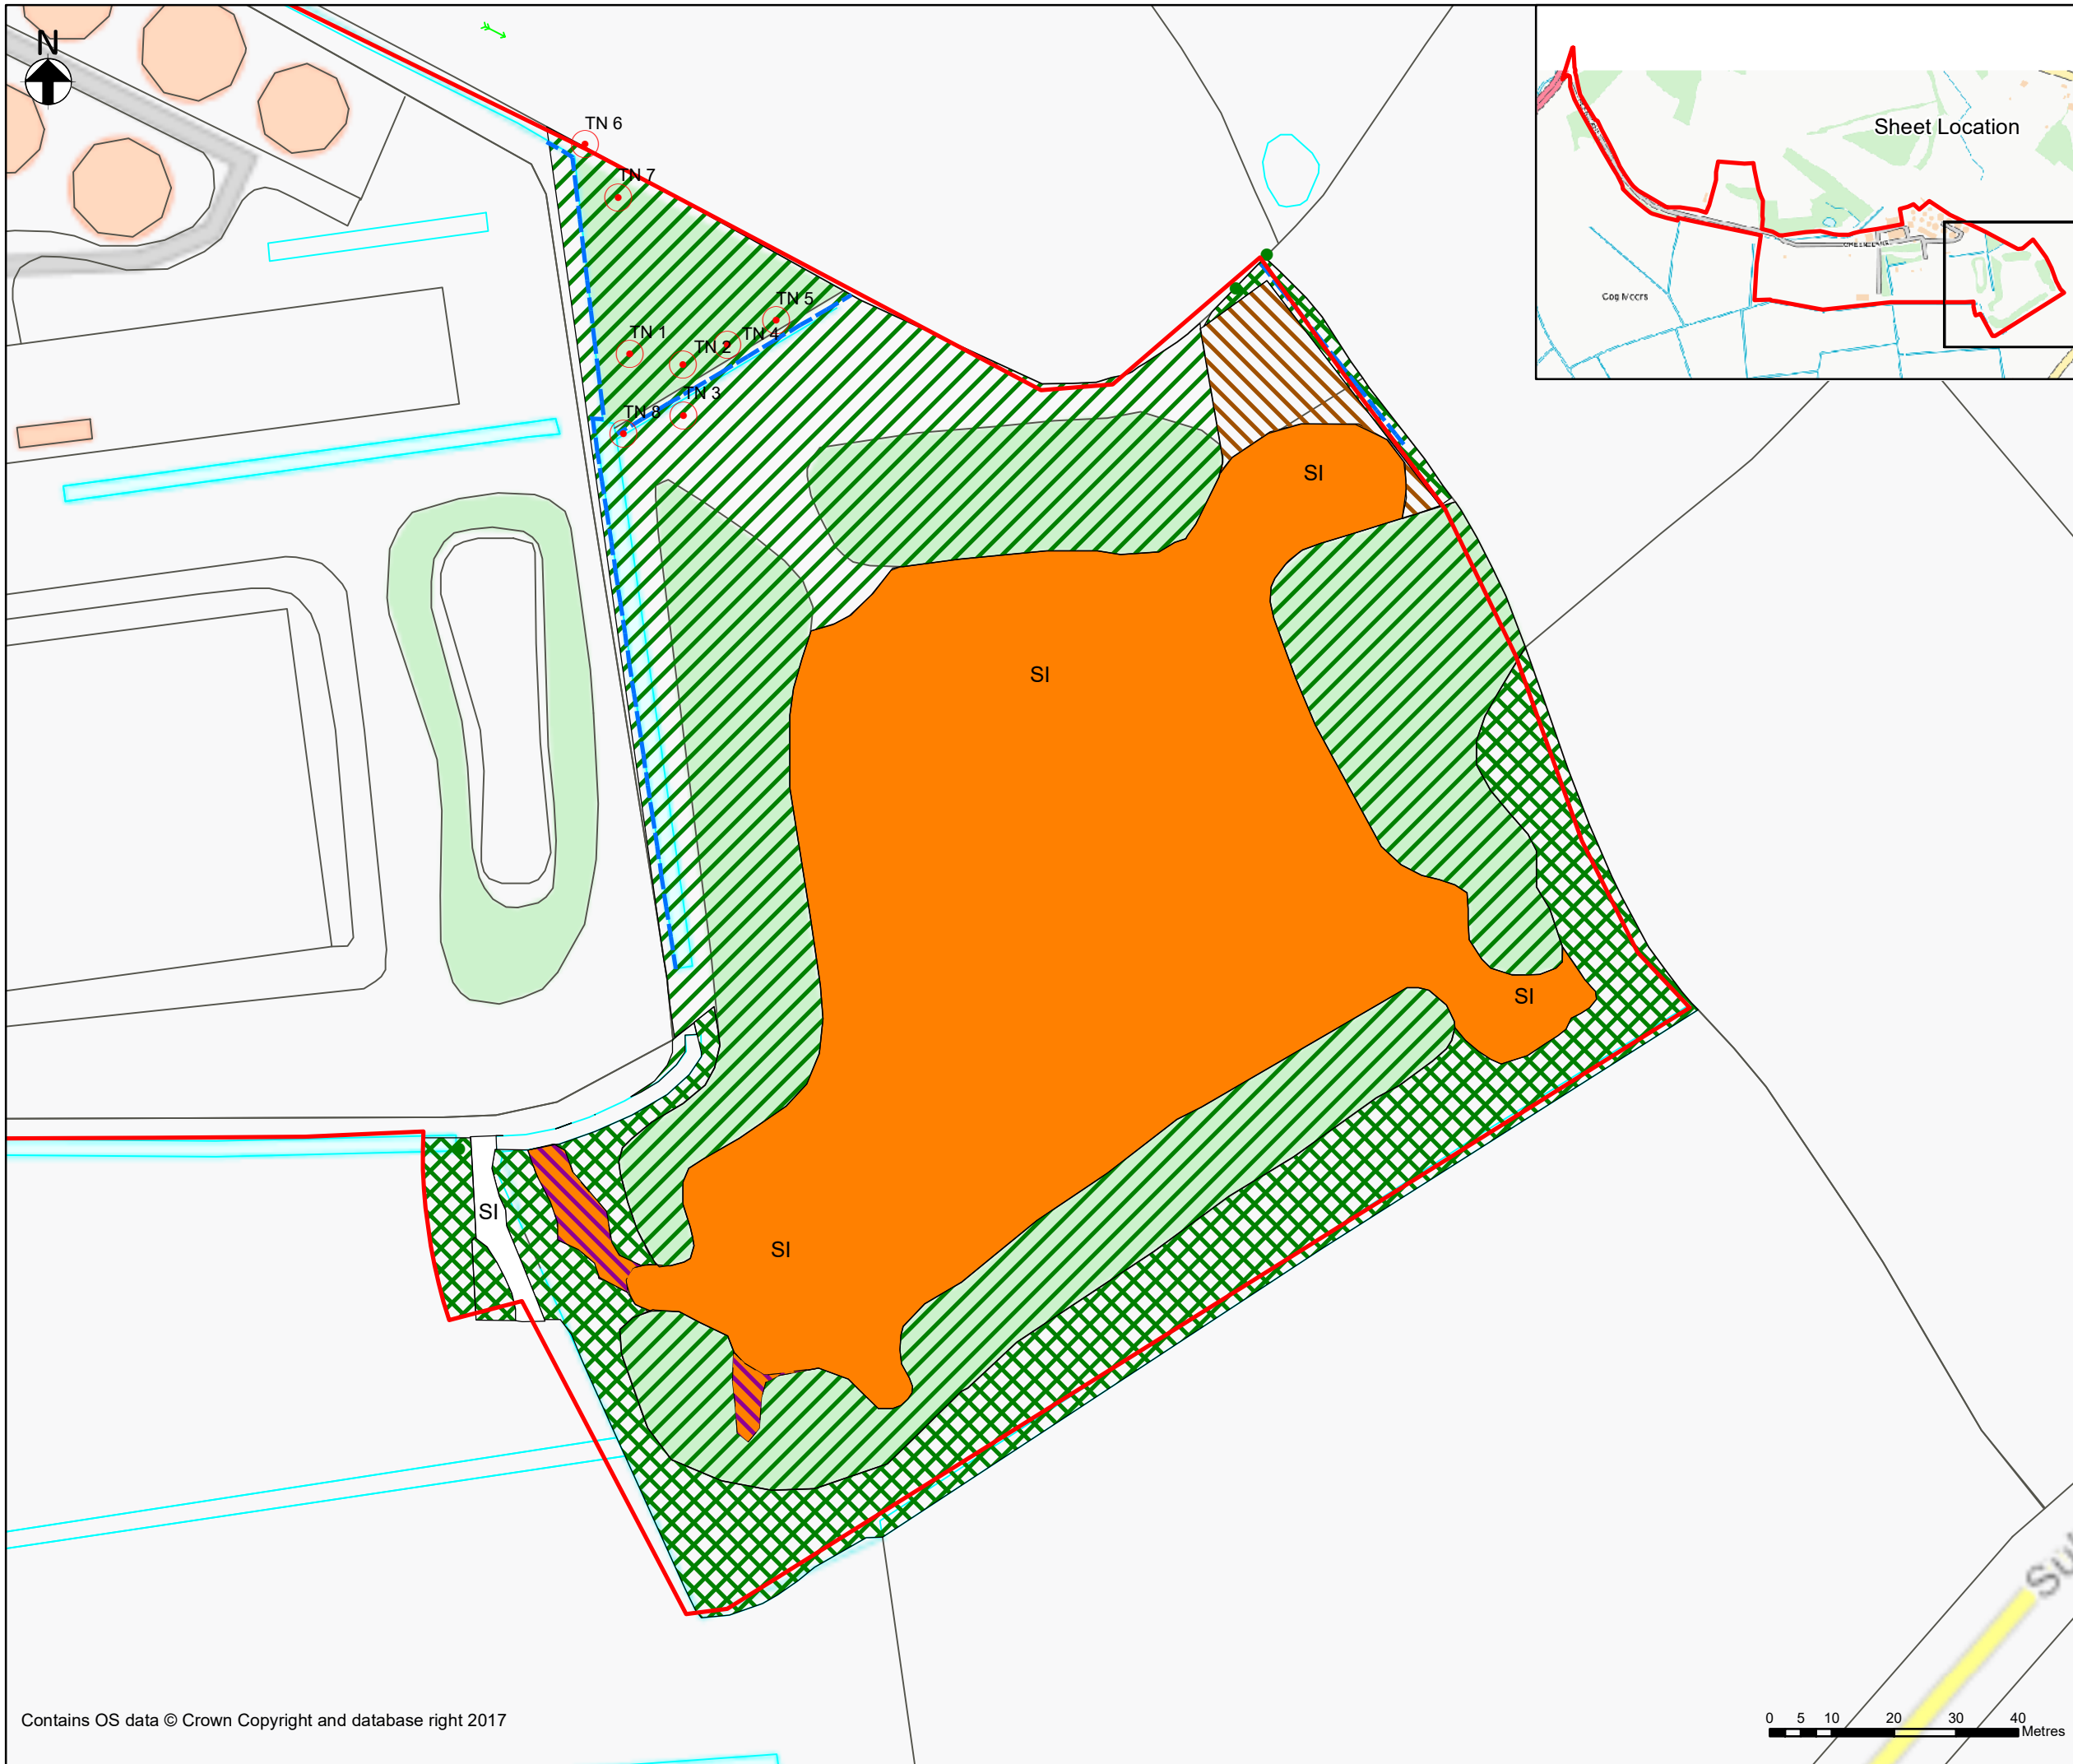 N
Sheet Location
TN 6
TN 7
TN 5
TN 1
TN 4
TN 2
TN 3
TN 8
SI
SI
SI
SI
SI
Contains OS data © Crown Copyright and database right 2017
0 5 10 20 30 40
Metres